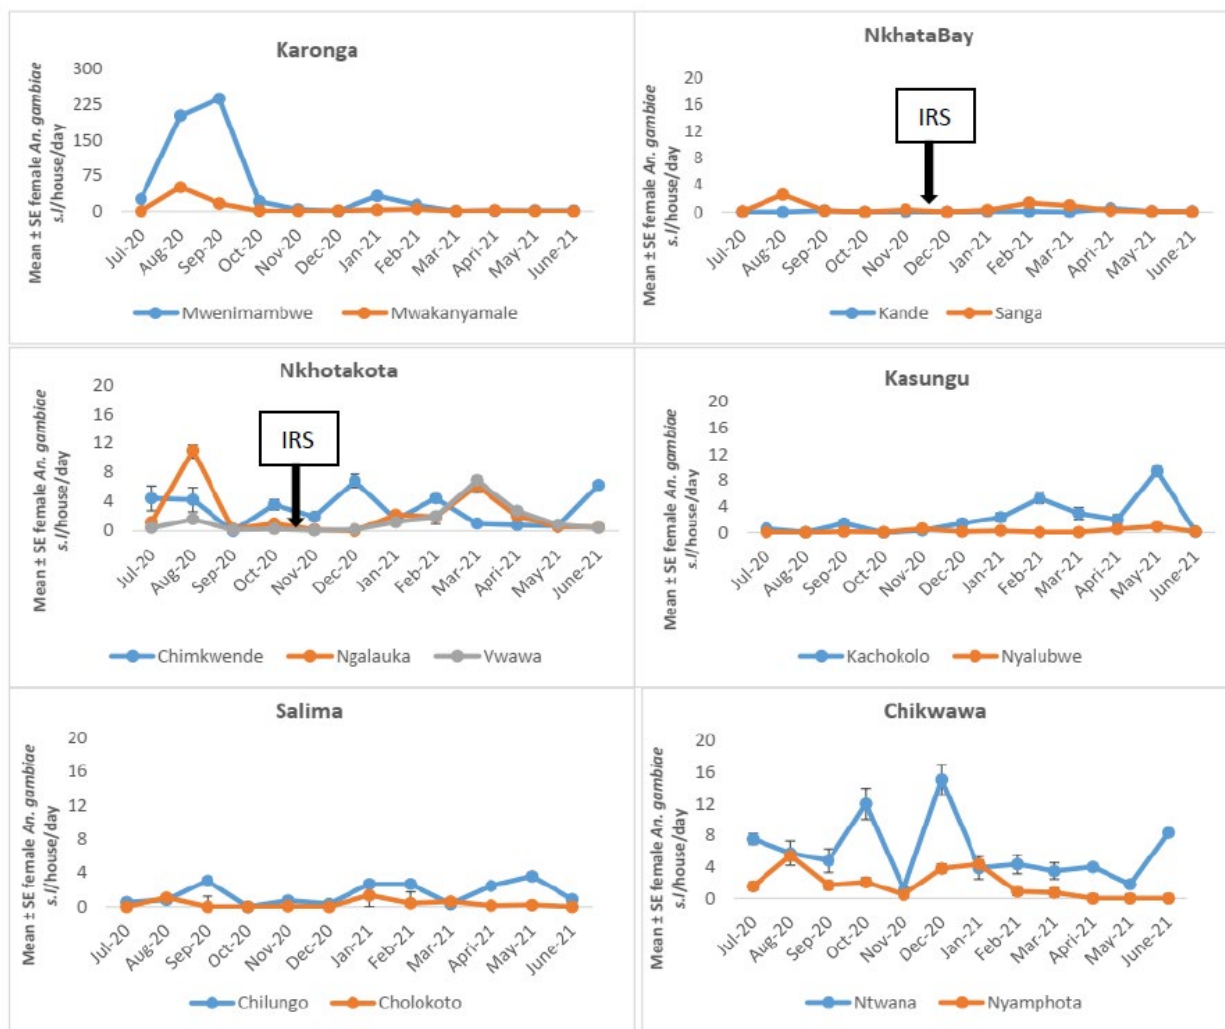 Karonga
Mean ± SE female An. gambiae
s.l/house/day
300
225
150
75
0
Jul-20
Aug-20
Sep-20
Oct-20
Nov-20
Dec-20
Jan-21
Feb-21
Mar-21
Apri-21
May-21
June-21
Mwenimambwe
Mwakanyamale
NkhataBay
Mean ± SE female An. gambiae
s.l/house/day
20
16
12
8
4
0
IRS
Jul-20
Aug-20
Sep-20
Oct-20
Nov-20
Dec-20
Jan-21
Feb-21
Mar-21
Apri-21
May-21
June-21
Kande
Sanga
Nkhotakota
Mean ± SE female An. gambiae
s.l/house/day
20
16
12
8
4
0
IRS
Jul-20
Aug-20
Sep-20
Oct-20
Nov-20
Dec-20
Jan-21
Feb-21
Mar-21
Apri-21
May-21
June-21
Chimkwende
Ngalauka
Vwawa
Kasungu
Mean ± SE female An. gambiae
s.l/house/day
20
16
12
8
4
0
Jul-20
Aug-20
Sep-20
Oct-20
Nov-20
Dec-20
Jan-21
Feb-21
Mar-21
Apri-21
May-21
June-21
Kachokolo
Nyalubwe
Salima
Mean ± SE female An. gambiae
s.l/house/day
20
16
12
8
4
0
Jul-20
Aug-20
Sep-20
Oct-20
Nov-20
Dec-20
Jan-21
Feb-21
Mar-21
Apri-21
May-21
June-21
Chilungo
Cholokoto
Chikwawa
Mean ± SE female An. gambiae
s.l/house/day
20
16
12
8
4
0
Jul-20
Aug-20
Sep-20
Oct-20
Nov-20
Dec-20
Jan-21
Feb-21
Mar-21
Apri-21
May-21
June-21
Ntwana
Nyamphota